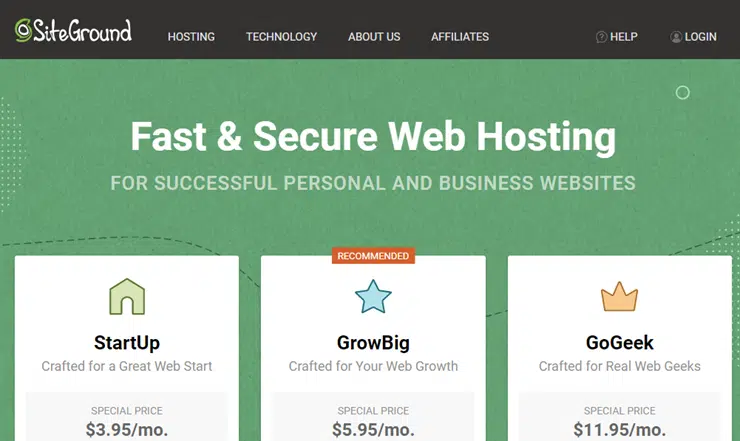 SiteGround HOSTING TECHNOLOGY ABOUT US AFFILIATES HELP LOGIN
Fast & Secure Web Hosting
FOR SUCCESSFUL PERSONAL AND BUSINESS WEBSITES
RECOMMENDED
StartUp GrowBig GoGeek
Crafted for a Great Web Start Crafted for Your Web Growth Crafted for Real Web Geeks
SPECIAL PRICE SPECIAL PRICE SPECIAL PRICE
$3.95/mo. $5.95/mo. $11.95/mo.